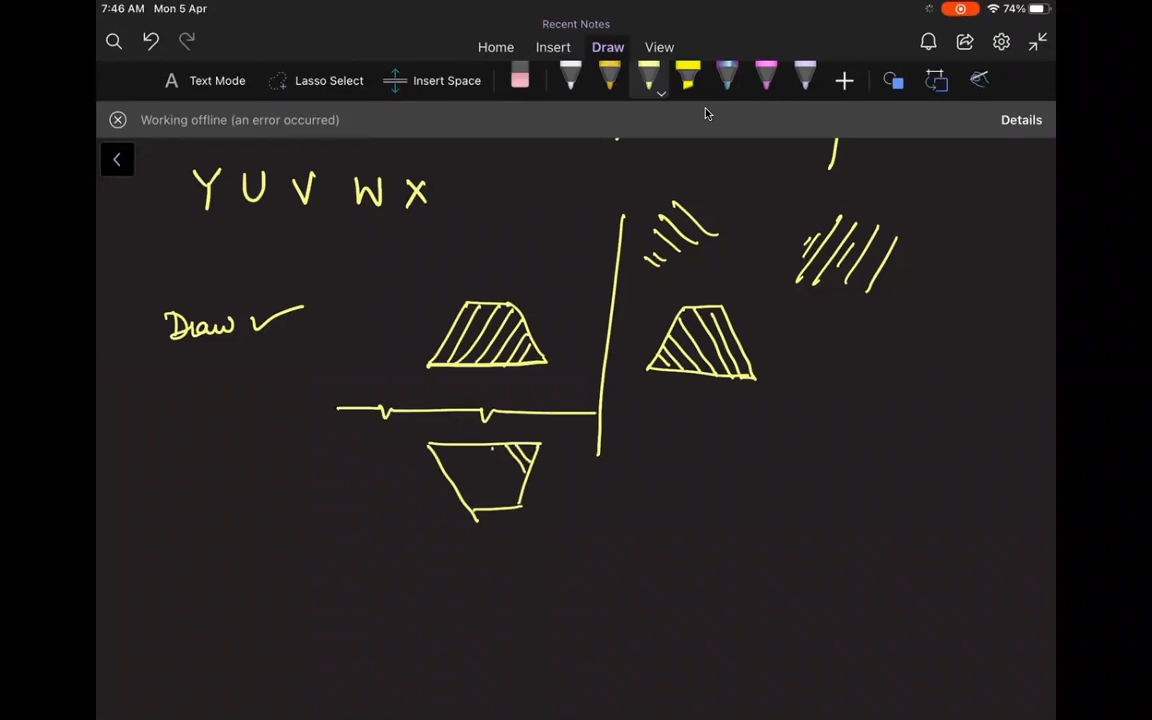 7:46 AM Mon 5 Apr
74%
Recent Notes
Home Insert Draw View
Text Mode Lasso Select Insert Space
Working offline (an error occurred) Details
Y U V W X
Draw